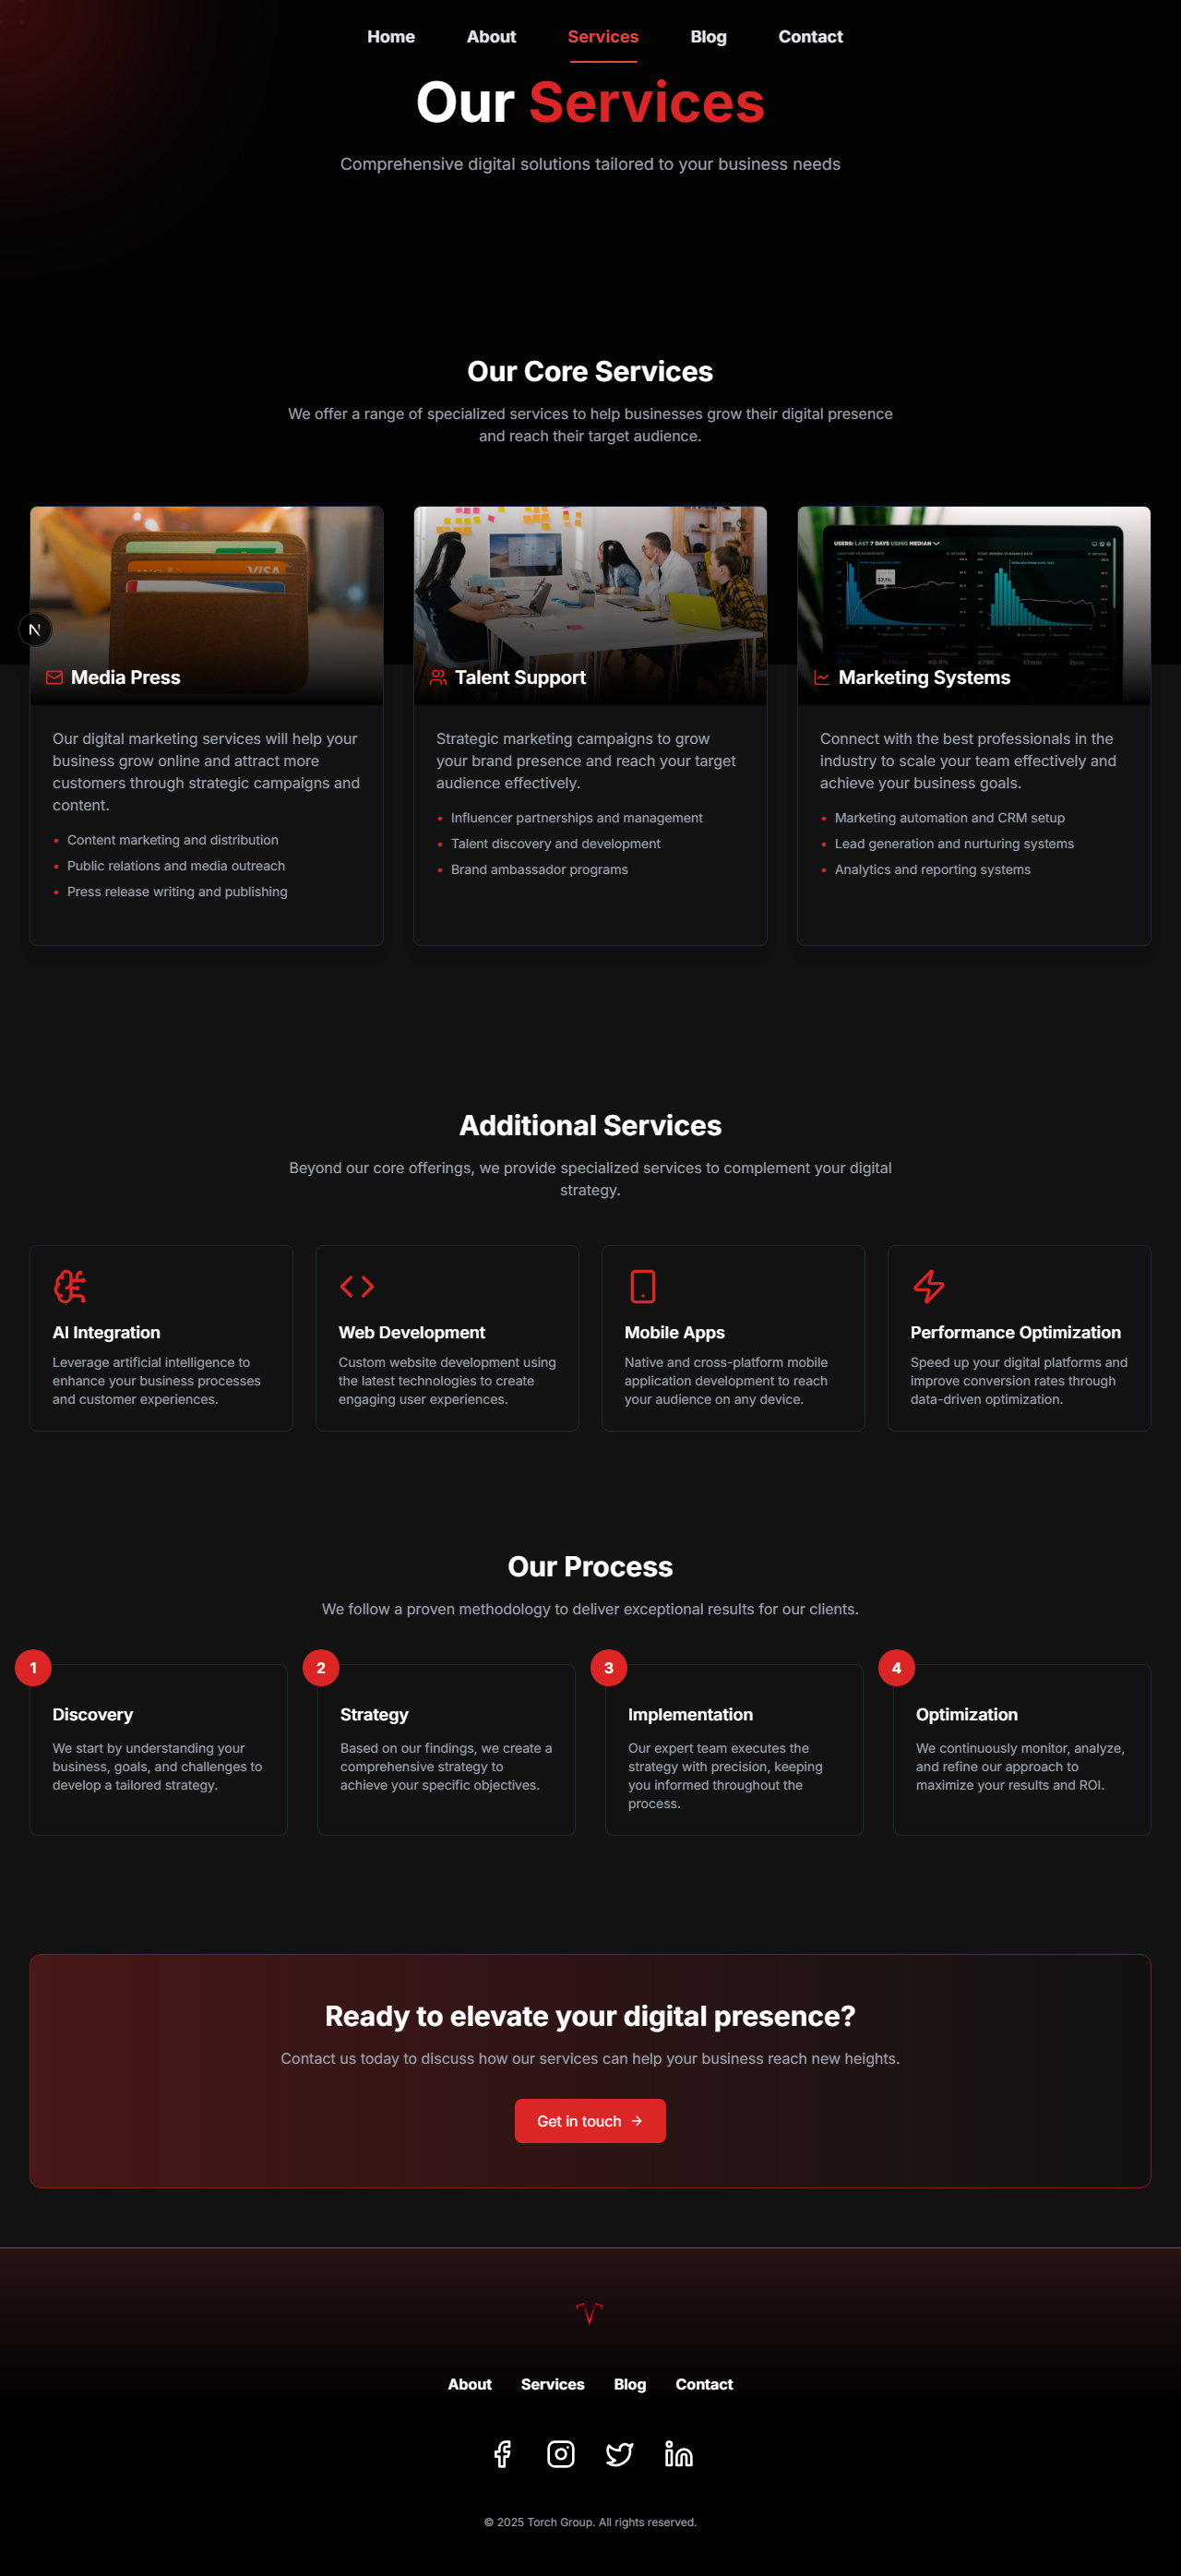 Home About Services Blog Contact
Our Services
Comprehensive digital solutions tailored to your business needs
Our Core Services
We offer a range of specialized services to help businesses grow their digital presence
and reach their target audience.
VISA
USERS: LAST 7 DAYS USING MEDIAN
N
Media Press
Talent Support
Marketing Systems
Our digital marketing services will help your
business grow online and attract more
customers through strategic campaigns and
content.
• Content marketing and distribution
• Public relations and media outreach
• Press release writing and publishing
Strategic marketing campaigns to grow
your brand presence and reach your target
audience effectively.
• Influencer partnerships and management
• Talent discovery and development
• Brand ambassador programs
Connect with the best professionals in the
industry to scale your team effectively and
achieve your business goals.
• Marketing automation and CRM setup
• Lead generation and nurturing systems
• Analytics and reporting systems
Additional Services
Beyond our core offerings, we provide specialized services to complement your digital
strategy.
AI Integration
Leverage artificial intelligence to
enhance your business processes
and customer experiences.
Web Development
Custom website development using
the latest technologies to create
engaging user experiences.
Mobile Apps
Native and cross-platform mobile
application development to reach
your audience on any device.
Performance Optimization
Speed up your digital platforms and
improve conversion rates through
data-driven optimization.
Our Process
We follow a proven methodology to deliver exceptional results for our clients.
1
Discovery
We start by understanding your
business, goals, and challenges to
develop a tailored strategy.
2
Strategy
Based on our findings, we create a
comprehensive strategy to
achieve your specific objectives.
3
Implementation
Our expert team executes the
strategy with precision, keeping
you informed throughout the
process.
4
Optimization
We continuously monitor, analyze,
and refine our approach to
maximize your results and ROI.
Ready to elevate your digital presence?
Contact us today to discuss how our services can help your business reach new heights.
Get in touch →
About Services Blog Contact
© 2025 Torch Group. All rights reserved.